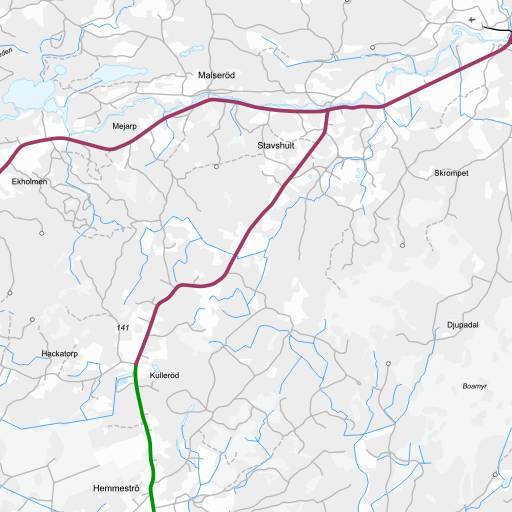 Malseröd
Mejarp
Stavshult
Skrompet
Ekholmen
141
Djupadal
Hackatorp
Kulleröd
Boamyr
Hemmeströ